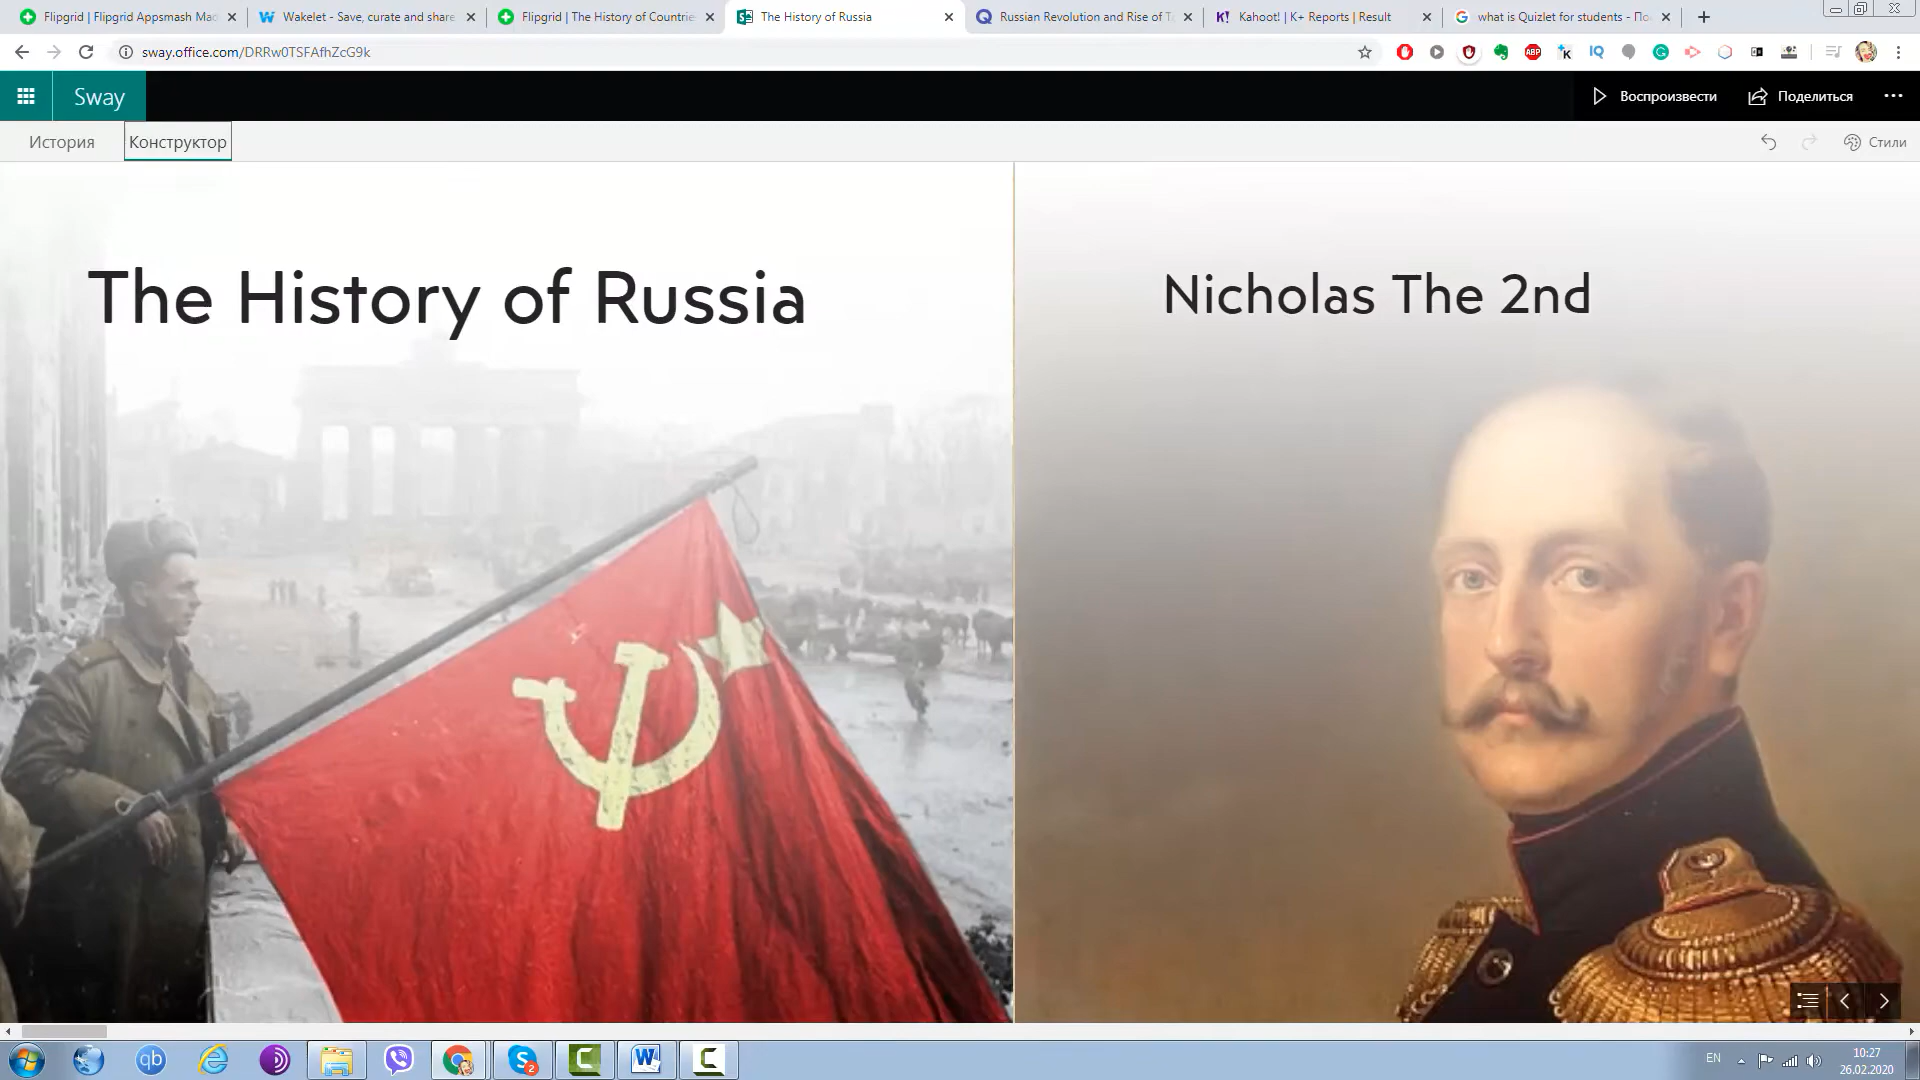 Flipgrid | Flipgrid Appsmash Mad
Wakelet - Save, curate and share
Flipgrid | The History of Countrie
The History of Russia
Russian Revolution and Rise of T
Kahoot! | K+ Reports | Result
what is Quizlet for students - По
sway.office.com/DRRw0TSFAfhZcG9k
Sway
Воспроизвести
Поделиться
История
Конструктор
Стили
The History of Russia
Nicholas The 2nd
EN
10:27
26.02.2020